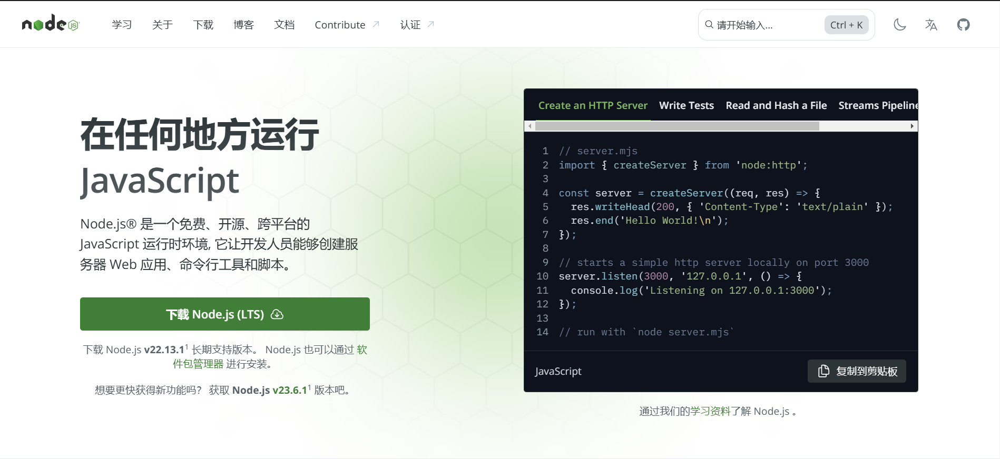 node js
学习 关于 下载 博客 文档 Contribute 认证
请开始输入... Ctrl + K
在任何地方运行
JavaScript
Node.js® 是一个免费、开源、跨平台的
JavaScript 运行时环境, 它让开发人员能够创建服
务器 Web 应用、命令行工具和脚本。
下载 Node.js (LTS)
下载 Node.js v22.13.1¹ 长期支持版本。 Node.js 也可以通过 软
件包管理器 进行安装。
想要更快获得新功能吗？ 获取 Node.js v23.6.1¹ 版本吧。
Create an HTTP Server Write Tests Read and Hash a File Streams Pipeline
1 // server.mjs
2 import { createServer } from 'node:http';
3
4 const server = createServer((req, res) => {
5   res.writeHead(200, { 'Content-Type': 'text/plain' });
6   res.end('Hello World!\n');
7 });
8
9 // starts a simple http server locally on port 3000
10 server.listen(3000, '127.0.0.1', () => {
11   console.log('Listening on 127.0.0.1:3000');
12 });
13
14 // run with `node server.mjs`
JavaScript 复制到剪贴板
通过我们的学习资料了解 Node.js 。